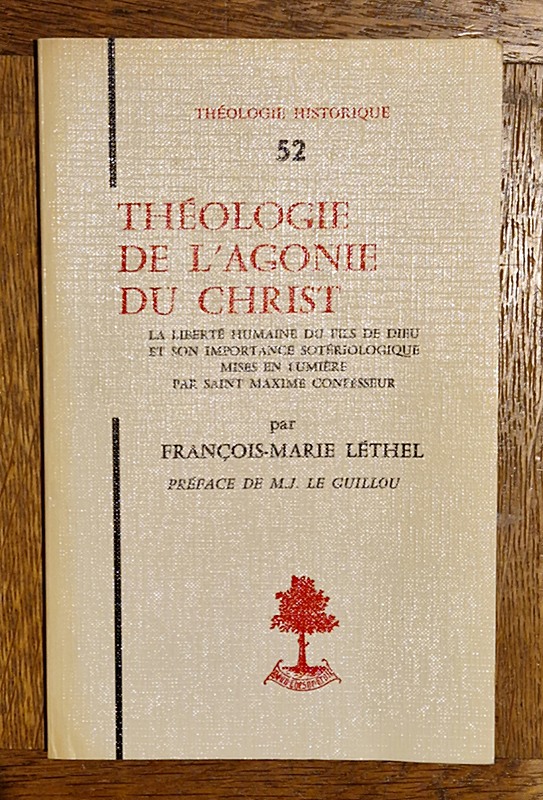 THÉOLOGIE HISTORIQUE
52
THÉOLOGIE
DE L'AGONIE
DU CHRIST
LA LIBERTÉ HUMAINE DU FILS DE DIEU
ET SON IMPORTANCE SOTÉRIOLOGIQUE
MISES EN LUMIÈRE
PAR SAINT MAXIME CONFESSEUR
par
FRANÇOIS-MARIE LÉTHEL
PRÉFACE DE M.J. LE GUILLOU